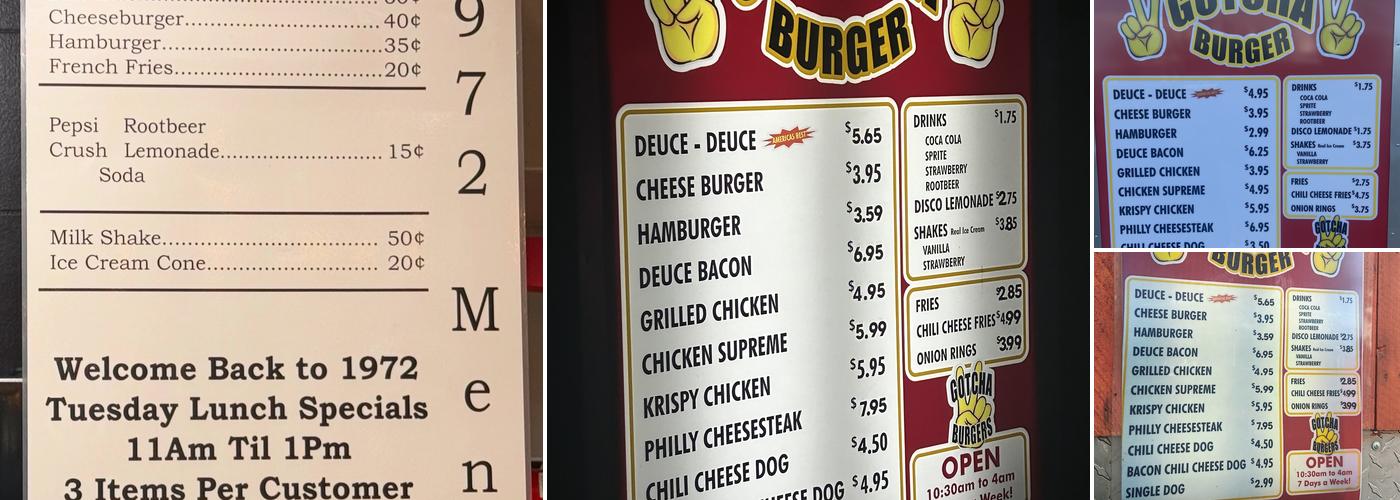 Cheeseburger 40¢
Hamburger 35¢
French Fries 20¢
Pepsi Rootbeer
Crush Lemonade 15¢
Soda
Milk Shake 50¢
Ice Cream Cone 20¢
Welcome Back to 1972
Tuesday Lunch Specials
11Am Til 1Pm
3 Items Per Customer
9
7
2
M
e
n
BURGER
DEUCE - DEUCE AMERICAS BEST $5.65
CHEESE BURGER $3.95
HAMBURGER $3.59
DEUCE BACON $6.95
GRILLED CHICKEN $4.95
CHICKEN SUPREME $5.99
KRISPY CHICKEN $5.95
PHILLY CHEESESTEAK $7.95
CHILI CHEESE DOG $4.50
CHEESE DOG $4.95
DRINKS $1.75
COCA COLA
SPRITE
STRAWBERRY
ROOTBEER
DISCO LEMONADE $2.75
SHAKES Real Ice Cream $3.85
VANILLA
STRAWBERRY
FRIES $2.85
CHILI CHEESE FRIES $4.99
ONION RINGS $3.99
GOTCHA
BURGERS
OPEN
10:30am to 4am
a Week!
GOTCHA
BURGER
DEUCE - DEUCE $4.95
CHEESE BURGER $3.95
HAMBURGER $2.99
DEUCE BACON $6.25
GRILLED CHICKEN $3.95
CHICKEN SUPREME $4.95
KRISPY CHICKEN $5.95
PHILLY CHEESESTEAK $6.95
CHILI CHEESE DOG $3.50
DRINKS $1.75
COCA COLA
SPRITE
STRAWBERRY
ROOTBEER
DISCO LEMONADE $1.75
SHAKES Real Ice Cream $3.75
VANILLA
STRAWBERRY
FRIES $2.75
CHILI CHEESE FRIES $4.75
ONION RINGS $3.75
GOTCHA
BURGER
DEUCE - DEUCE $5.65
CHEESE BURGER $3.95
HAMBURGER $3.59
DEUCE BACON $6.95
GRILLED CHICKEN $4.95
CHICKEN SUPREME $5.99
KRISPY CHICKEN $5.95
PHILLY CHEESESTEAK $7.95
CHILI CHEESE DOG $4.50
BACON CHILI CHEESE DOG $4.95
SINGLE DOG $2.99
DRINKS $1.75
COCA COLA
SPRITE
STRAWBERRY
ROOTBEER
DISCO LEMONADE $2.75
SHAKES Real Ice Cream $3.85
VANILLA
STRAWBERRY
FRIES $2.85
CHILI CHEESE FRIES $4.99
ONION RINGS $3.99
GOTCHA
BURGERS
OPEN
10:30am to 4am
7 Days a Week!